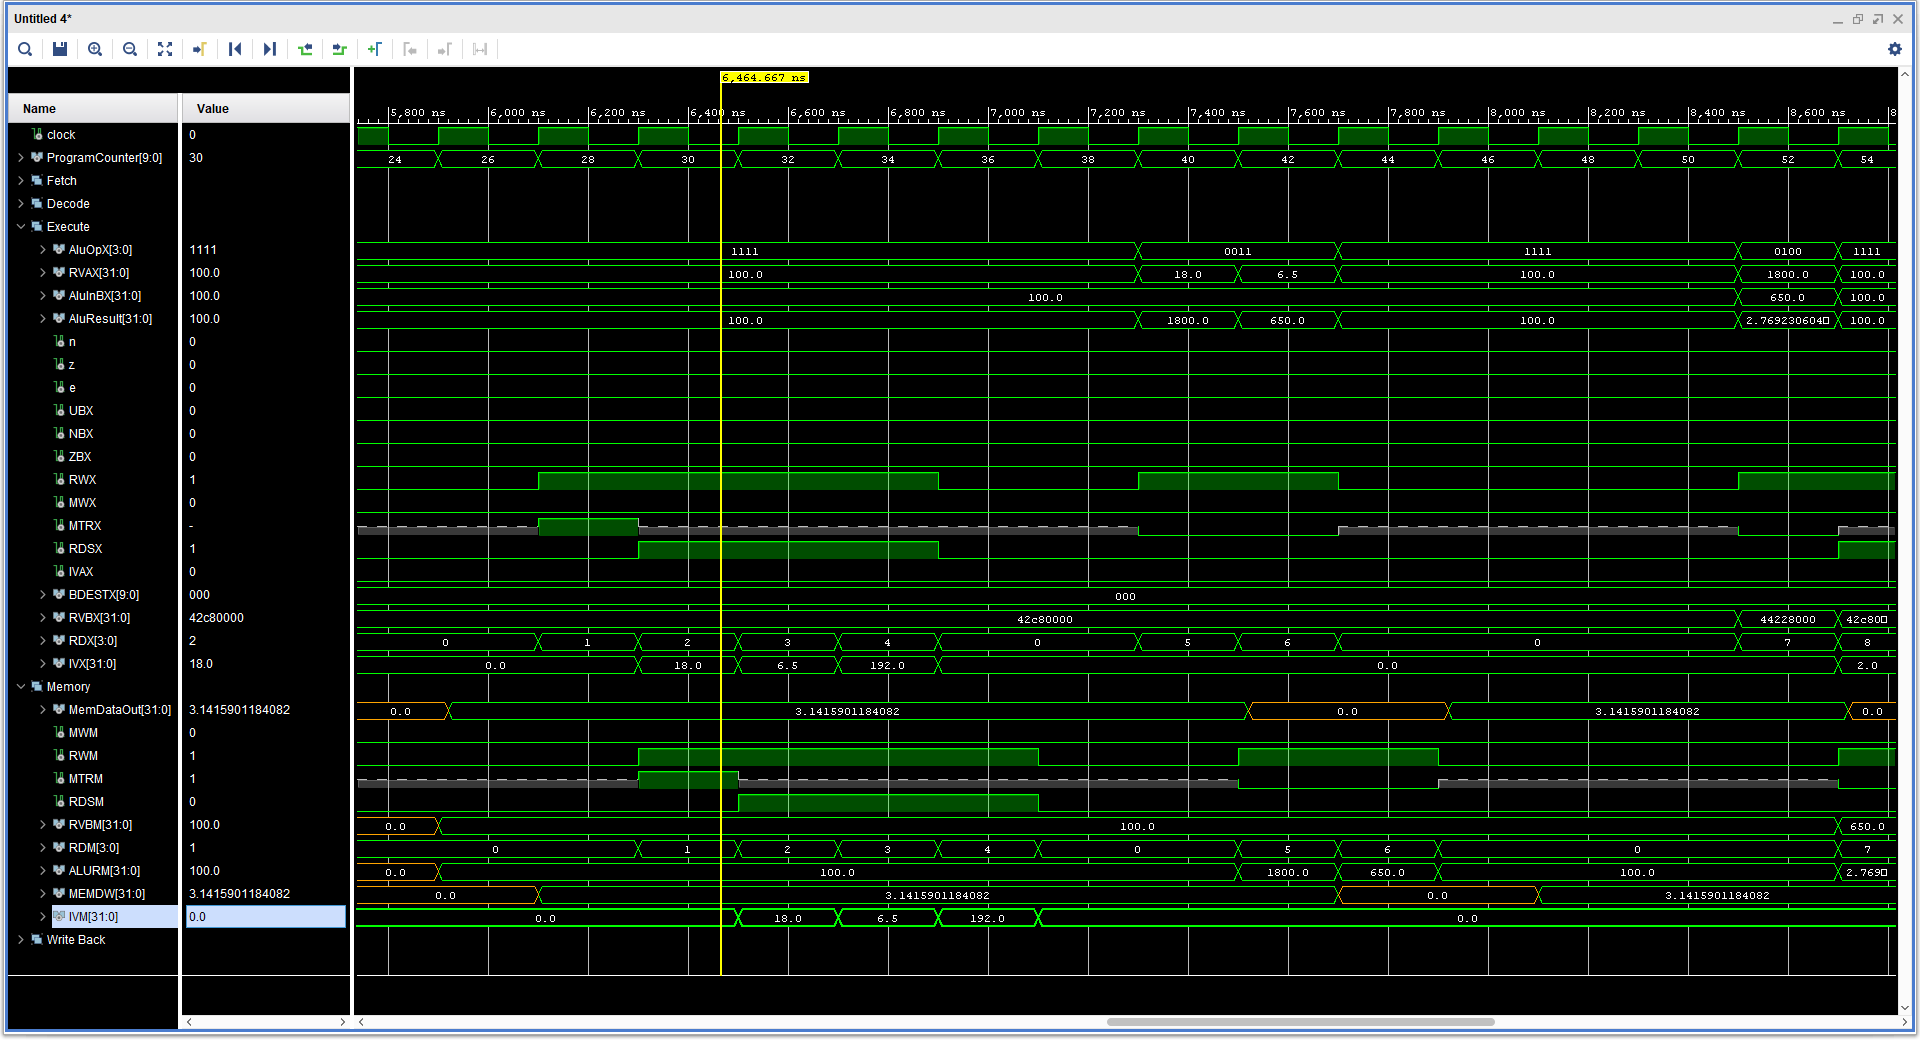 Untitled 4*
6,464.667 ns
Name Value
5,800 ns 6,000 ns 6,200 ns 6,400 ns 6,600 ns 6,800 ns 7,000 ns 7,200 ns 7,400 ns 7,600 ns 7,800 ns 8,000 ns 8,200 ns 8,400 ns 8,600 ns 8
clock 0
ProgramCounter[9:0] 30 24 26 28 30 32 34 36 38 40 42 44 46 48 50 52 54
Fetch
Decode
Execute
AluOpX[3:0] 1111 1111 0011 1111 0100 1111
RVAX[31:0] 100.0 100.0 18.0 6.5 100.0 1800.0 100.0
AluInBX[31:0] 100.0 100.0 650.0 100.0
AluResult[31:0] 100.0 100.0 1800.0 650.0 100.0 2.769230604□ 100.0
n 0
z 0
e 0
UBX 0
NBX 0
ZBX 0
RWX 1
MWX 0
MTRX -
RDSX 1
IVAX 0
BDESTX[9:0] 000 000
RVBX[31:0] 42c80000 42c80000 44228000 42c80□
RDX[3:0] 2 0 1 2 3 4 0 5 6 0 7 8
IVX[31:0] 18.0 0.0 18.0 6.5 192.0 0.0 2.0
Memory
MemDataOut[31:0] 3.1415901184082 0.0 3.1415901184082 0.0 3.1415901184082 0.0
MWM 0
RWM 1
MTRM 1
RDSM 0
RVBM[31:0] 100.0 0.0 100.0 650.0
RDM[3:0] 1 0 1 2 3 4 0 5 6 0 7
ALURM[31:0] 100.0 0.0 100.0 1800.0 650.0 100.0 2.769□
MEMDW[31:0] 3.1415901184082 0.0 3.1415901184082 0.0 3.1415901184082
IVM[31:0] 0.0 0.0 18.0 6.5 192.0 0.0
Write Back